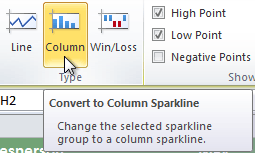 Line Column Win/Loss
Type
High Point
Low Point
Negative Points
Show
H2
Convert to Column Sparkline
Change the selected sparkline
group to a column sparkline.